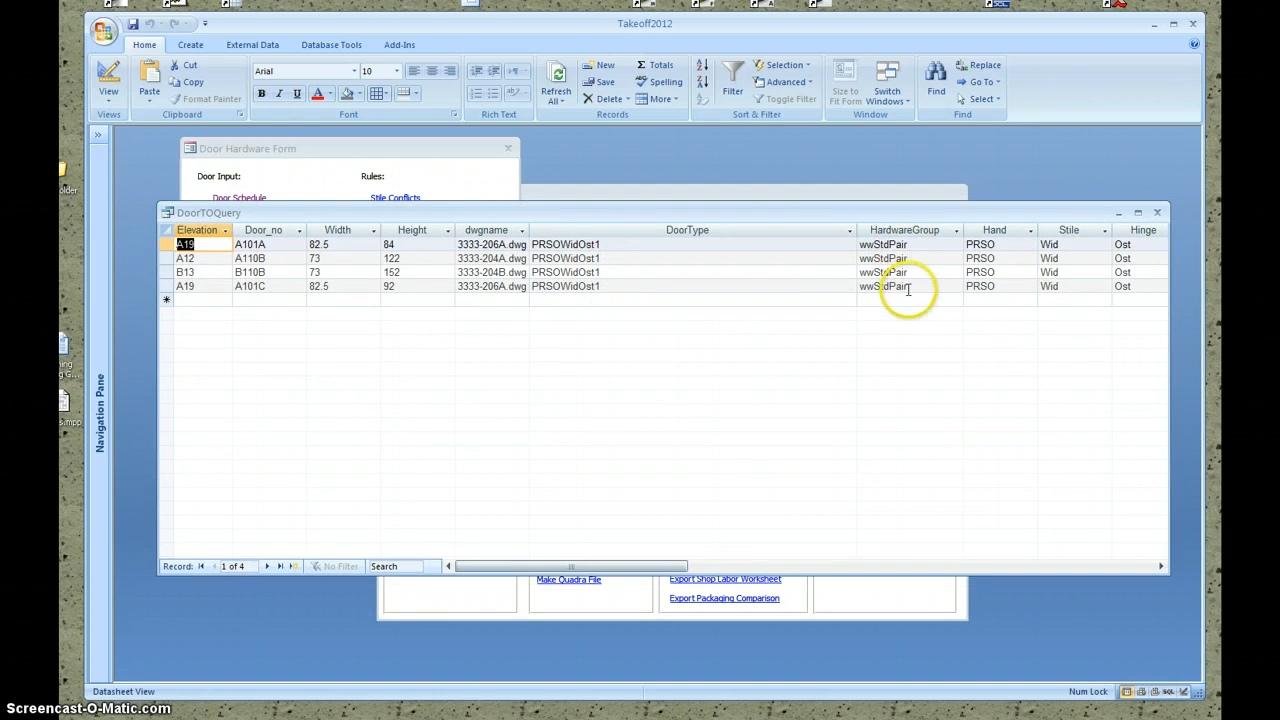 Takeoff2012
Home Create External Data Database Tools Add-Ins
View
Views
Paste
Cut
Copy
Format Painter
Clipboard
Arial 10
B I U A
Font
Rich Text
Refresh All
New
Save
Delete
Totals
Spelling
More
Records
Filter
Selection
Advanced
Toggle Filter
Sort & Filter
Size to Fit Form
Switch Windows
Window
Find
Replace
Go To
Select
Find
Door Hardware Form
Door Input: Rules:
Door Schedule Stile Conflicts
DoorTOQuery
Elevation Door_no Width Height dwgname DoorType HardwareGroup Hand Stile Hinge
A19 A101A 82.5 84 3333-206A.dwg PRSOWidOst1 wwStdPair PRSO Wid Ost
A12 A110B 73 122 3333-204A.dwg PRSOWidOst1 wwStdPair PRSO Wid Ost
B13 B110B 73 152 3333-204B.dwg PRSOWidOst1 wwStdPair PRSO Wid Ost
A19 A101C 82.5 92 3333-206A.dwg PRSOWidOst1 wwStdPair PRSO Wid Ost
Record: 1 of 4 No Filter Search
Make Quadra File Export Shop Labor Worksheet
Export Packaging Comparison
Navigation Pane
older
s.mpp
Datasheet View Num Lock SQL
Screencast-O-Matic.com